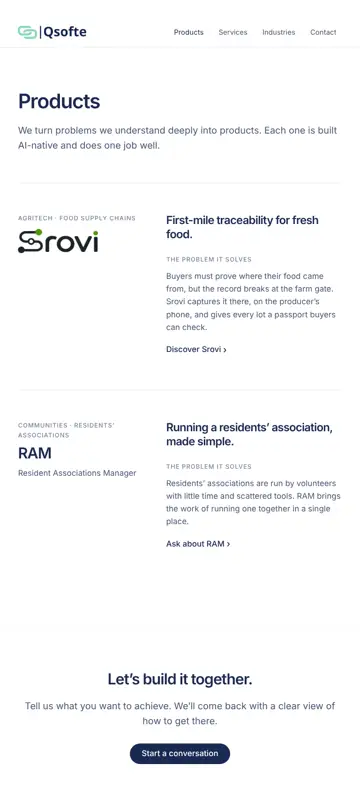 Qsofte
Products Services Industries Contact
Products
We turn problems we understand deeply into products. Each one is built
AI-native and does one job well.
AGRITECH · FOOD SUPPLY CHAINS
Srovi
First-mile traceability for fresh
food.
THE PROBLEM IT SOLVES
Buyers must prove where their food came
from, but the record breaks at the farm gate.
Srovi captures it there, on the producer’s
phone, and gives every lot a passport buyers
can check.
Discover Srovi ›
COMMUNITIES · RESIDENTS’
ASSOCIATIONS
RAM
Resident Associations Manager
Running a residents’ association,
made simple.
THE PROBLEM IT SOLVES
Residents’ associations are run by volunteers
with little time and scattered tools. RAM brings
the work of running one together in a single
place.
Ask about RAM ›
Let’s build it together.
Tell us what you want to achieve. We’ll come back with a clear view of
how to get there.
Start a conversation